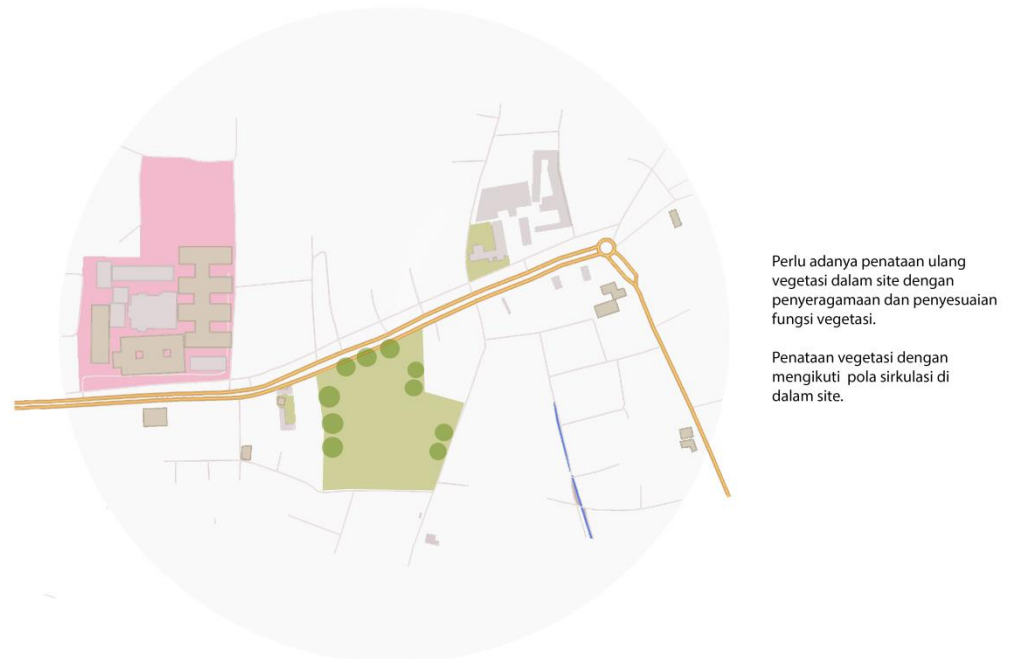 Perlu adanya penataan ulang
vegetasi dalam site dengan
penyeragamaan dan penyesuaian
fungsi vegetasi.
Penataan vegetasi dengan
mengikuti pola sirkulasi di
dalam site.